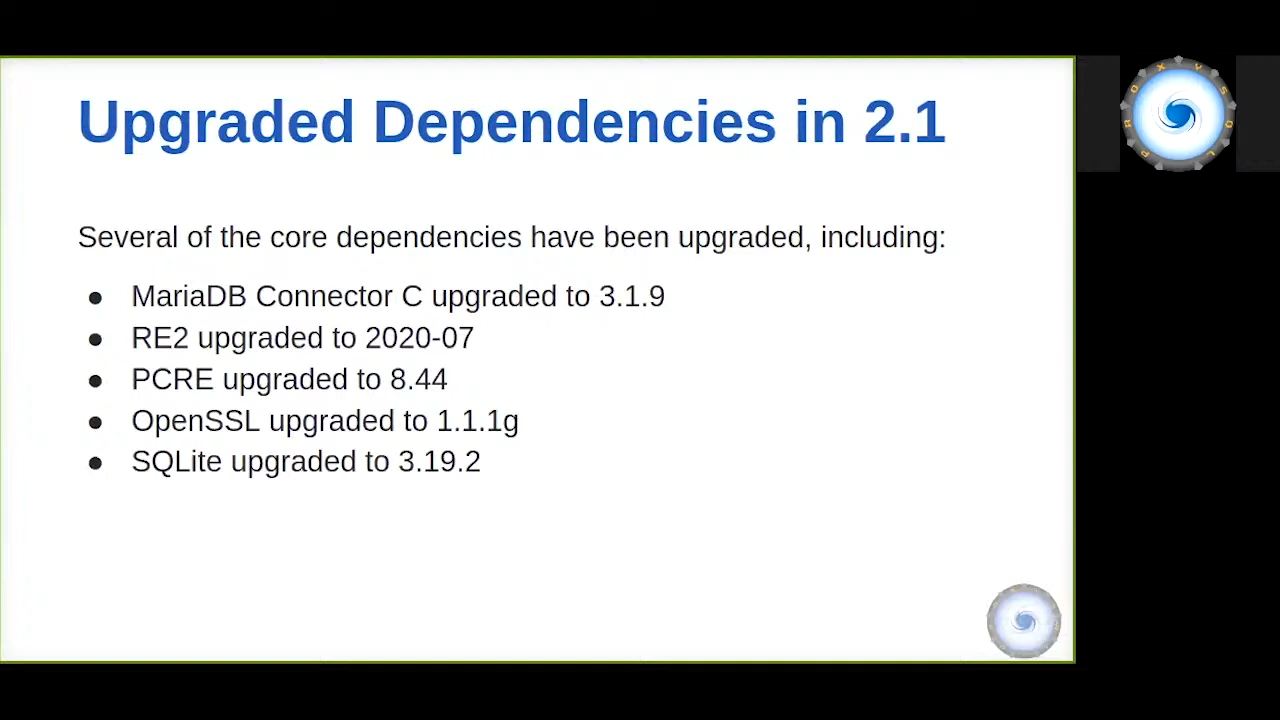 Upgraded Dependencies in 2.1
Several of the core dependencies have been upgraded, including:
● MariaDB Connector C upgraded to 3.1.9
● RE2 upgraded to 2020-07
● PCRE upgraded to 8.44
● OpenSSL upgraded to 1.1.1g
● SQLite upgraded to 3.19.2
PROXYSQL